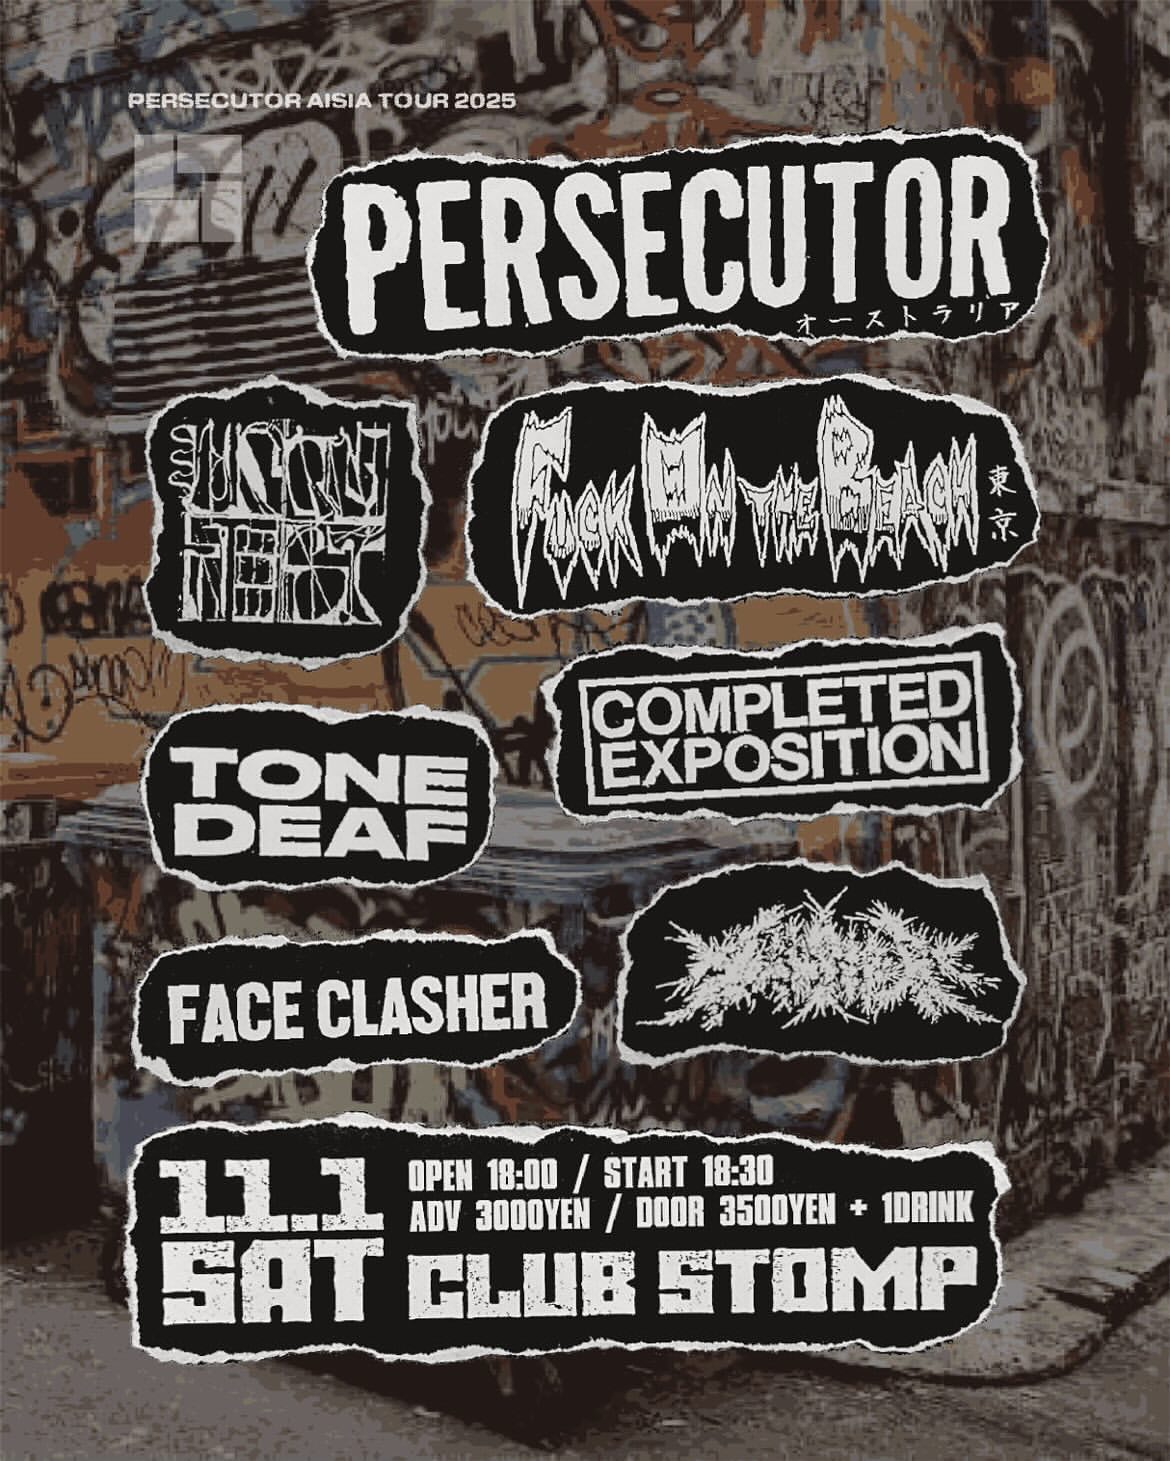 PERSECUTOR AISIA TOUR 2025
PERSECUTOR
オーストラリア
FUCK ON THE BEACH
東京
COMPLETED
EXPOSITION
TONE
DEAF
FACE CLASHER
11.1
SAT
OPEN 18:00 / START 18:30
ADV 3000YEN / DOOR 3500YEN + 1DRINK
CLUB STOMP